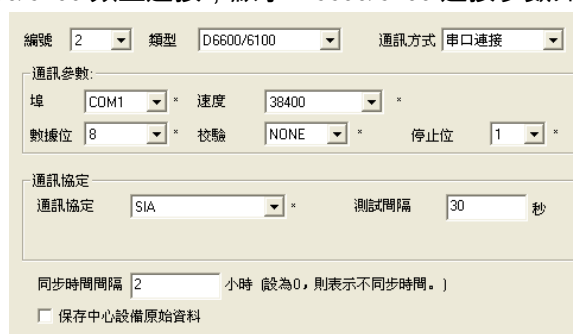 編號 2 類型 D6600/6100 通訊方式 串口連接
通訊參數:
埠 COM1 * 速度 38400 *
數據位 8 * 校驗 NONE * 停止位 1 *
通訊協定
通訊協定 SIA * 測試間隔 30 秒
同步時間間隔 2 小時 (設為0，則表示不同步時間。)
保存中心設備原始資料